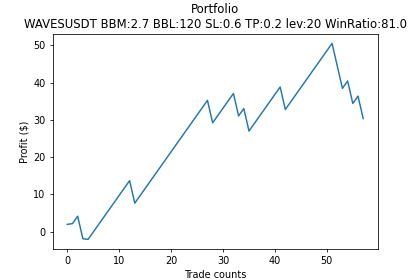 Portfolio
WAVESUSDT BBM:2.7 BBL:120 SL:0.6 TP:0.2 lev:20 WinRatio:81.0
50
40
30
20
10
0
Profit ($)
0 10 20 30 40 50
Trade counts